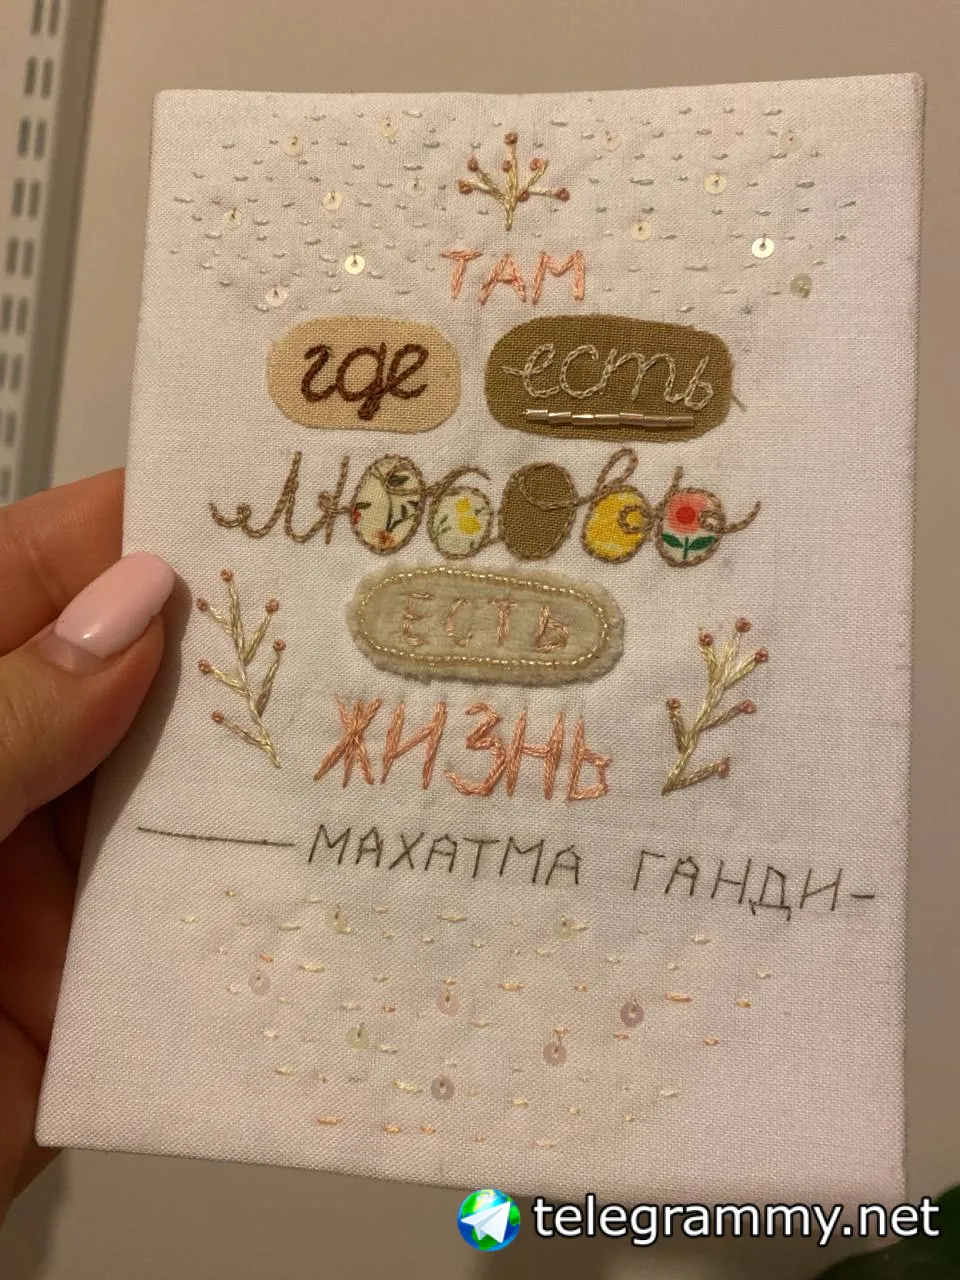 ТАМ
где есть
любовь
ЕСТЬ
ЖИЗНЬ
— МАХАТМА ГАНДИ —
telegrammy.net